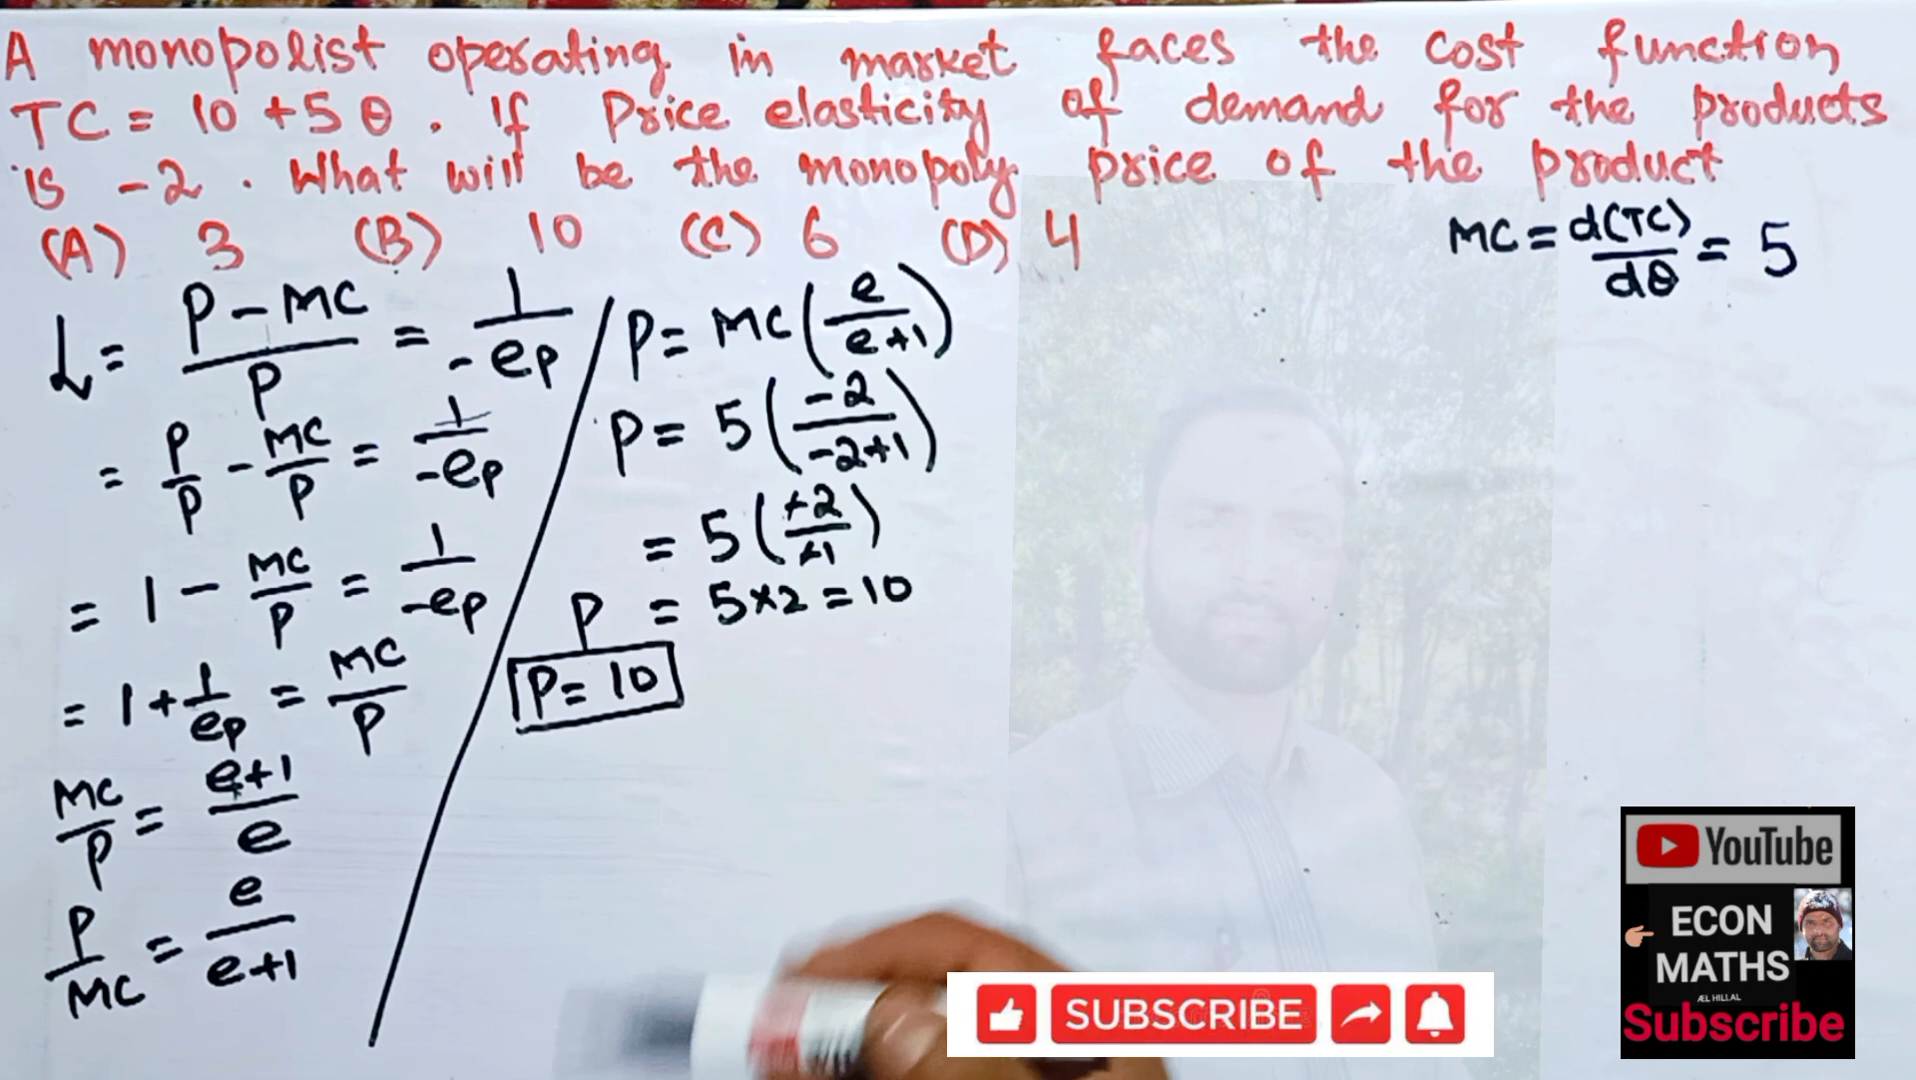 A monopolist operating in market faces the cost function
TC = 10 + 5θ . If Price elasticity of demand for the products
is -2 . What will be the monopoly price of the product
(A) 3 (B) 10 (C) 6 (D) 4
MC = d(TC)/dθ = 5
L = P - MC/P = 1/-ep
= P/P - MC/P = 1/-ep
= 1 - MC/P = 1/-ep
= 1 + 1/ep = MC/P
MC/P = e+1/e
P/MC = e/e+1
P = MC(e/e+1)
P = 5(-2/-2+1)
= 5(+2/+1)
P = 5×2 = 10
P = 10
SUBSCRIBE
YouTube
ECON
MATHS
ÆL HILLAL
Subscribe